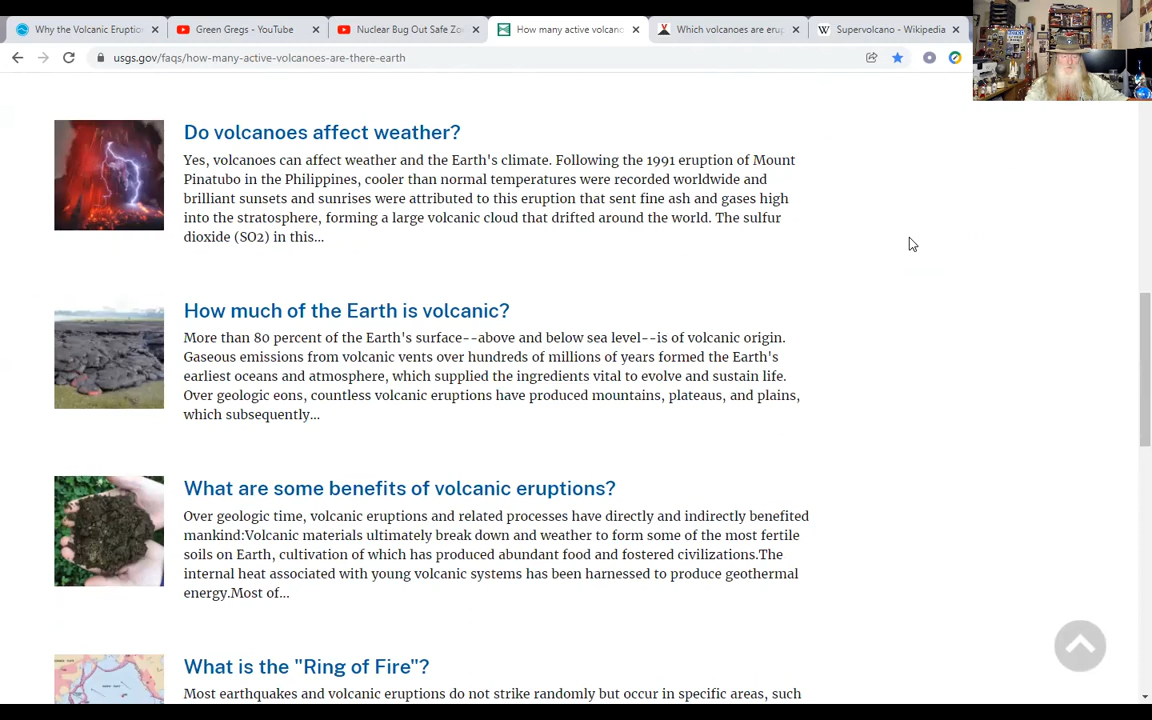 Why the Volcanic Eruptio
Green Gregs - YouTube
Nuclear Bug Out Safe Zo
How many active volcano
Which volcanoes are erup
Supervolcano - Wikipedia
usgs.gov/faqs/how-many-active-volcanoes-are-there-earth
Do volcanoes affect weather?
Yes, volcanoes can affect weather and the Earth's climate. Following the 1991 eruption of Mount
Pinatubo in the Philippines, cooler than normal temperatures were recorded worldwide and
brilliant sunsets and sunrises were attributed to this eruption that sent fine ash and gases high
into the stratosphere, forming a large volcanic cloud that drifted around the world. The sulfur
dioxide (SO2) in this...
How much of the Earth is volcanic?
More than 80 percent of the Earth's surface--above and below sea level--is of volcanic origin.
Gaseous emissions from volcanic vents over hundreds of millions of years formed the Earth's
earliest oceans and atmosphere, which supplied the ingredients vital to evolve and sustain life.
Over geologic eons, countless volcanic eruptions have produced mountains, plateaus, and plains,
which subsequently...
What are some benefits of volcanic eruptions?
Over geologic time, volcanic eruptions and related processes have directly and indirectly benefited
mankind:Volcanic materials ultimately break down and weather to form some of the most fertile
soils on Earth, cultivation of which has produced abundant food and fostered civilizations.The
internal heat associated with young volcanic systems has been harnessed to produce geothermal
energy.Most of...
What is the "Ring of Fire"?
Most earthquakes and volcanic eruptions do not strike randomly but occur in specific areas, such